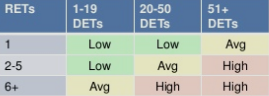 RETs 1-19 DETs 20-50 DETs 51+ DETs
1 Low Low Avg
2-5 Low Avg High
6+ Avg High High